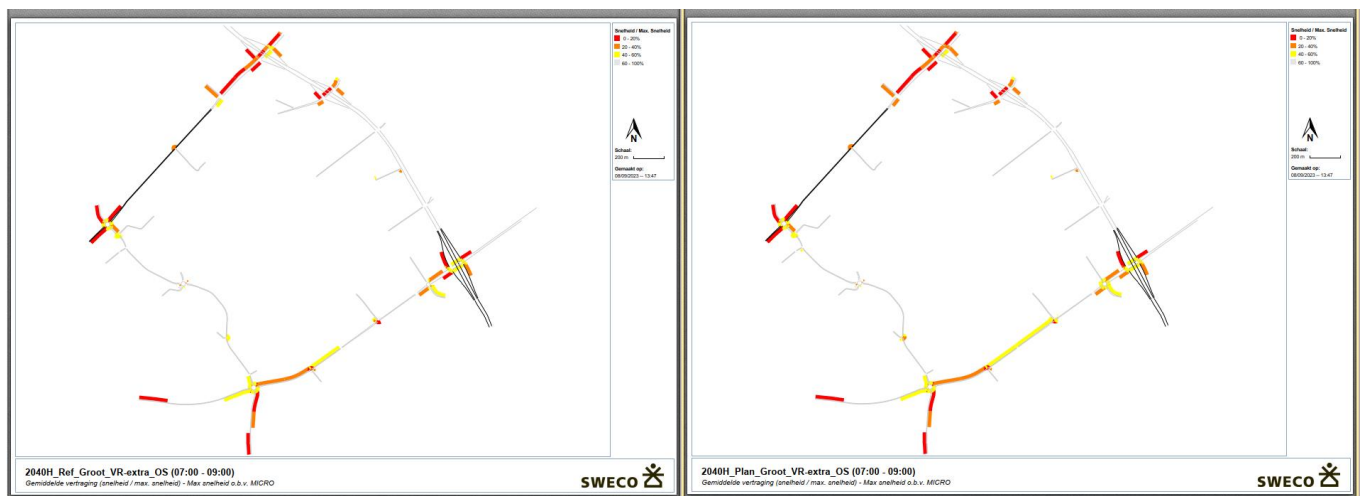 Snelheid / Max. Snelheid
0 - 20%
20 - 40%
40 - 60%
60 - 100%
N
Schaal:
200 m
Gemaakt op:
08/09/2023 -- 13:47
2040H_Ref_Groot_VR-extra_OS (07:00 - 09:00)
Gemiddelde vertraging (snelheid / max. snelheid) - Max snelheid o.b.v. MICRO
SWECO
Snelheid / Max. Snelheid
0 - 20%
20 - 40%
40 - 60%
60 - 100%
N
Schaal:
200 m
Gemaakt op:
08/09/2023 -- 13:47
2040H_Plan_Groot_VR-extra_OS (07:00 - 09:00)
Gemiddelde vertraging (snelheid / max. snelheid) - Max snelheid o.b.v. MICRO
SWECO